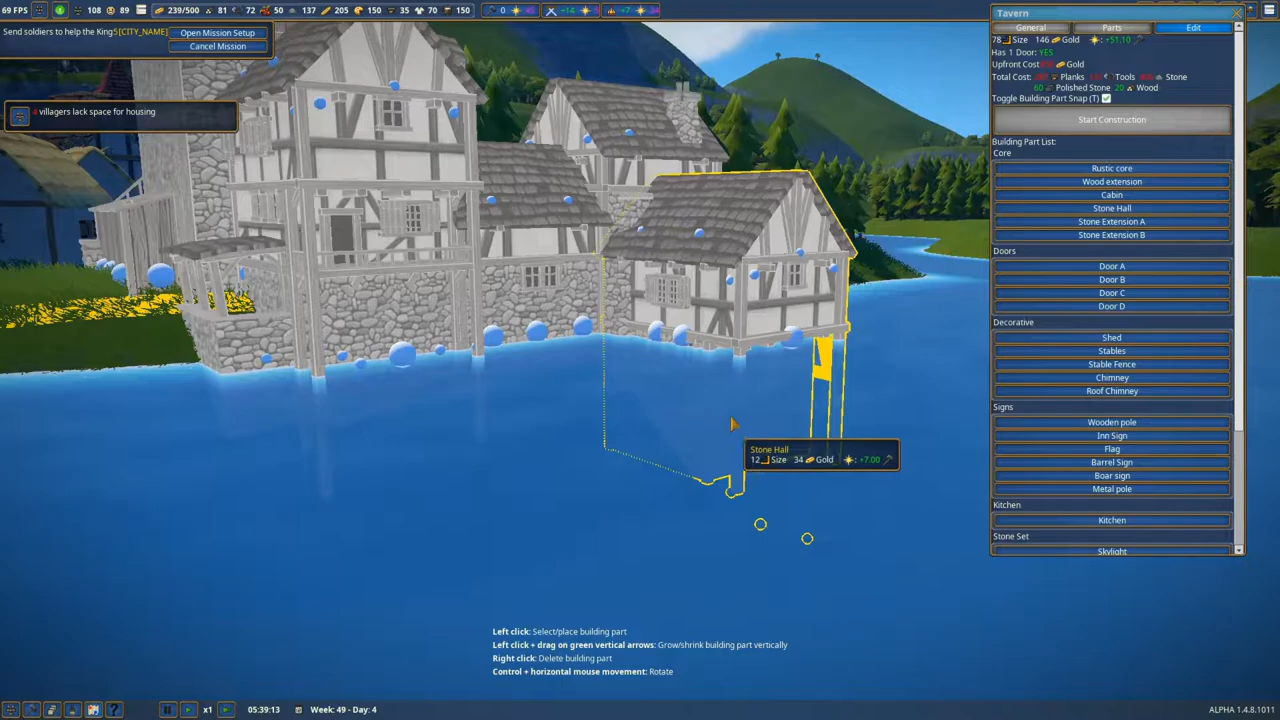 69 FPS 108 89 239/500 81 72 50 137 205 150 35 70 150 0 +14 +7
Send soldiers to help the King
Open Mission Setup
Cancel Mission
villagers lack space for housing
Tavern
General Parts Edit
78 Size 146 Gold : +51.10
Has 1 Door: YES
Upfront Cost Gold
Total Cost: Planks Tools Stone
60 Polished Stone 20 Wood
Toggle Building Part Snap (T)
Start Construction
Building Part List:
Core
Rustic core
Wood extension
Cabin
Stone Hall
Stone Extension A
Stone Extension B
Doors
Door A
Door B
Door C
Door D
Decorative
Shed
Stables
Stable Fence
Chimney
Roof Chimney
Signs
Wooden pole
Inn Sign
Flag
Barrel Sign
Boar sign
Metal pole
Kitchen
Kitchen
Stone Set
Skylight
Stone Hall
12 Size 34 Gold : +7.00
Left click: Select/place building part
Left click + drag on green vertical arrows: Grow/shrink building part vertically
Right click: Delete building part
Control + horizontal mouse movement: Rotate
x1 05:39:13 Week: 49 - Day: 4
ALPHA 1.4.8.1011